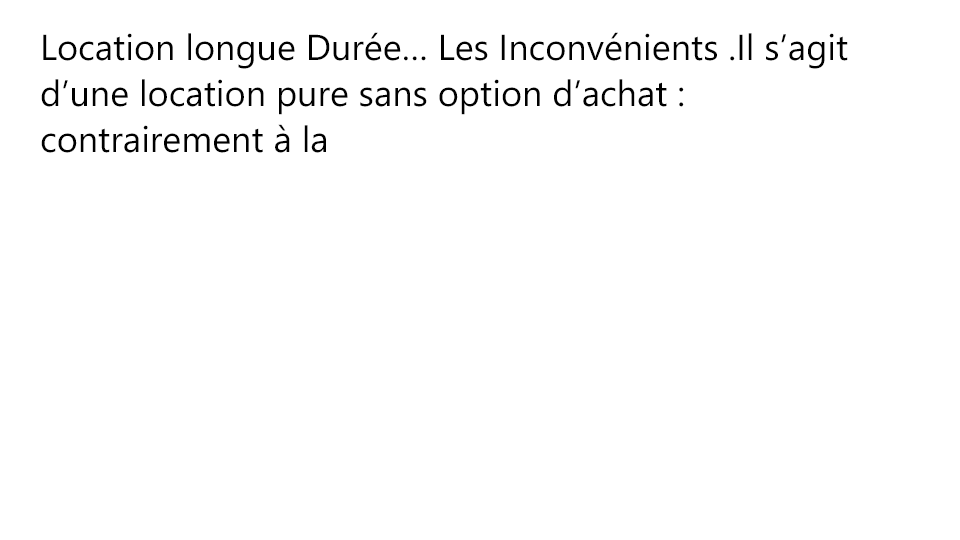 Location longue Durée... Les Inconvénients .Il s’agit
d’une location pure sans option d’achat :
contrairement à la